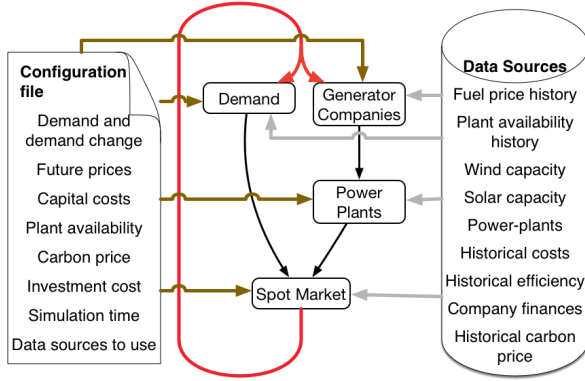 Configuration
file
Demand and
demand change
Future prices
Capital costs
Plant availability
Carbon price
Investment cost
Simulation time
Data sources to use
Demand
Generator
Companies
Power
Plants
Spot Market
Data Sources
Fuel price history
Plant availability
history
Wind capacity
Solar capacity
Power-plants
Historical costs
Historical efficiency
Company finances
Historical carbon
price